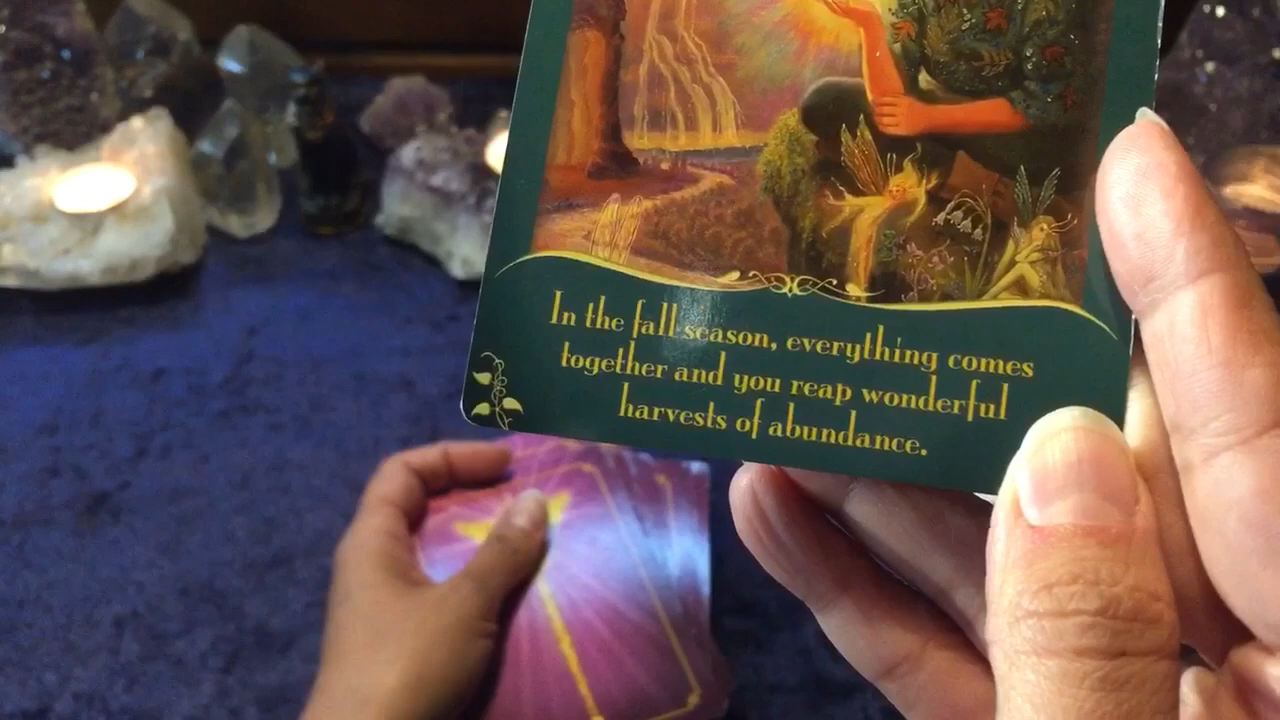 In the fall season, everything comes
together and you reap wonderful
harvests of abundance.